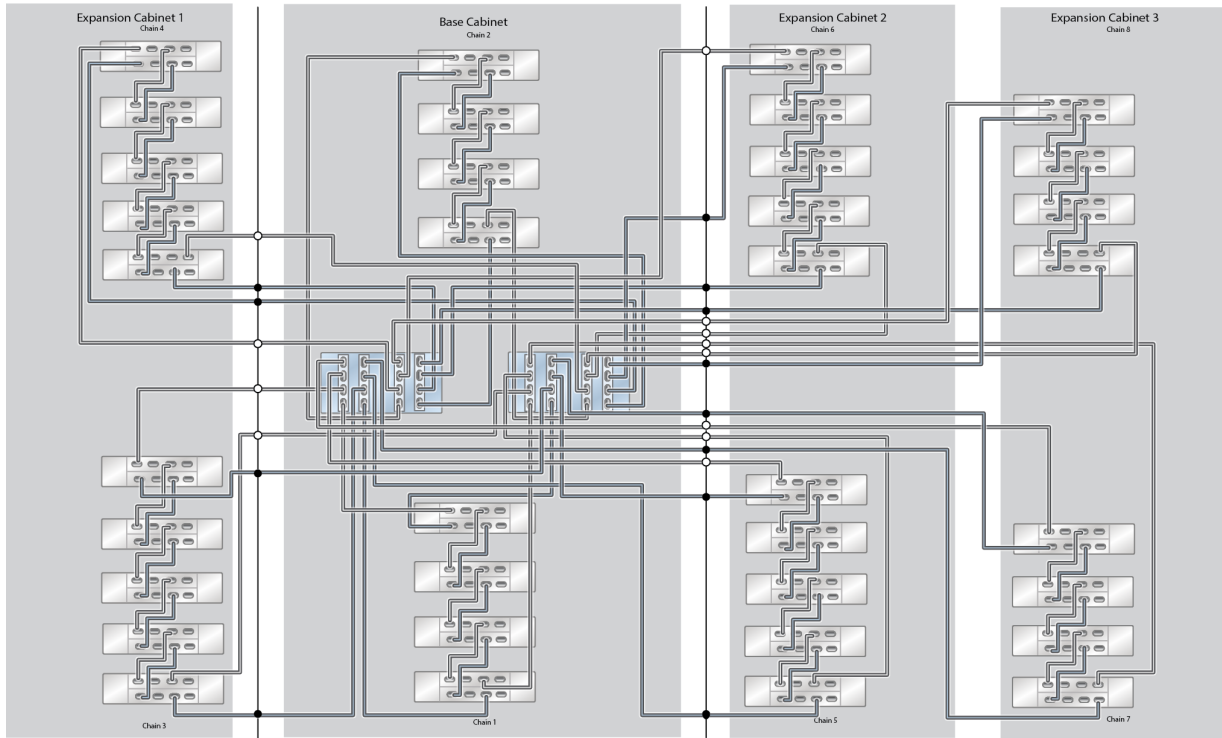 Expansion Cabinet 1
Chain 4
Base Cabinet
Chain 2
Expansion Cabinet 2
Chain 6
Expansion Cabinet 3
Chain 8
Chain 3
Chain 1
Chain 5
Chain 7